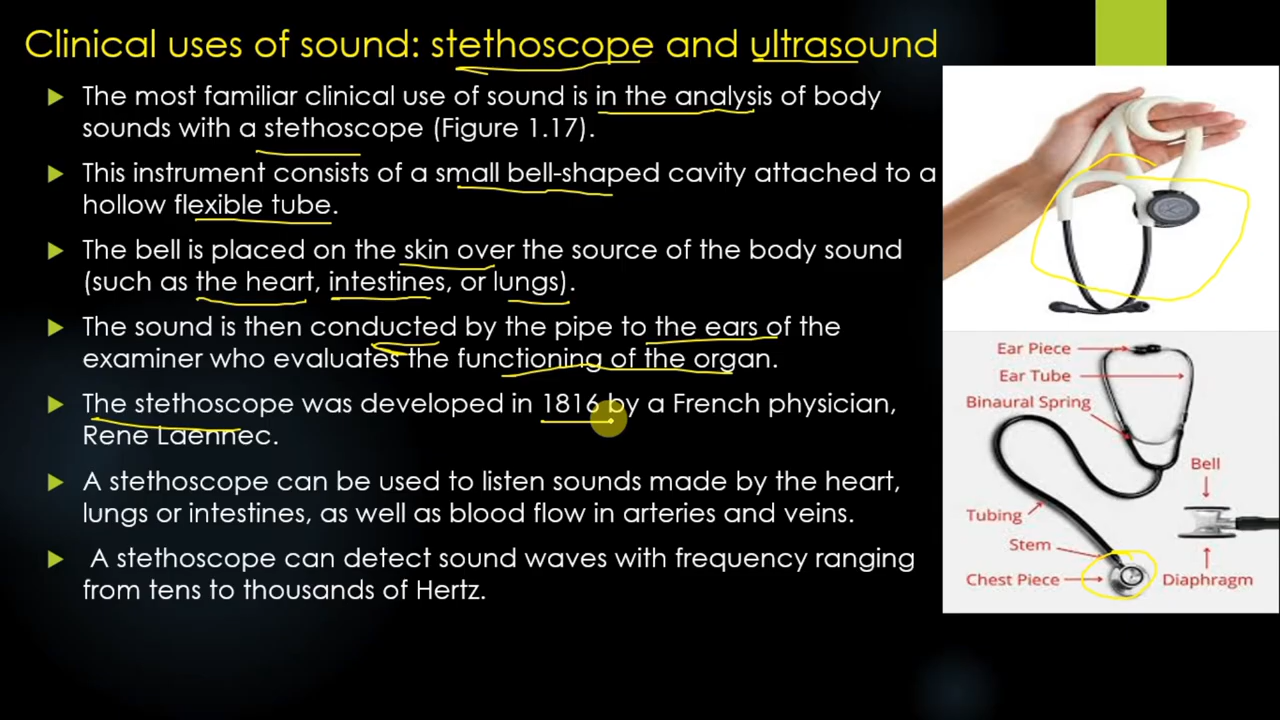 Clinical uses of sound: stethoscope and ultrasound
The most familiar clinical use of sound is in the analysis of body
sounds with a stethoscope (Figure 1.17).
This instrument consists of a small bell-shaped cavity attached to a
hollow flexible tube.
The bell is placed on the skin over the source of the body sound
(such as the heart, intestines, or lungs).
The sound is then conducted by the pipe to the ears of the
examiner who evaluates the functioning of the organ.
The stethoscope was developed in 1816 by a French physician,
Rene Laennec.
A stethoscope can be used to listen sounds made by the heart,
lungs or intestines, as well as blood flow in arteries and veins.
A stethoscope can detect sound waves with frequency ranging
from tens to thousands of Hertz.
Ear Piece
Ear Tube
Binaural Spring
Bell
Tubing
Stem
Chest Piece
Diaphragm